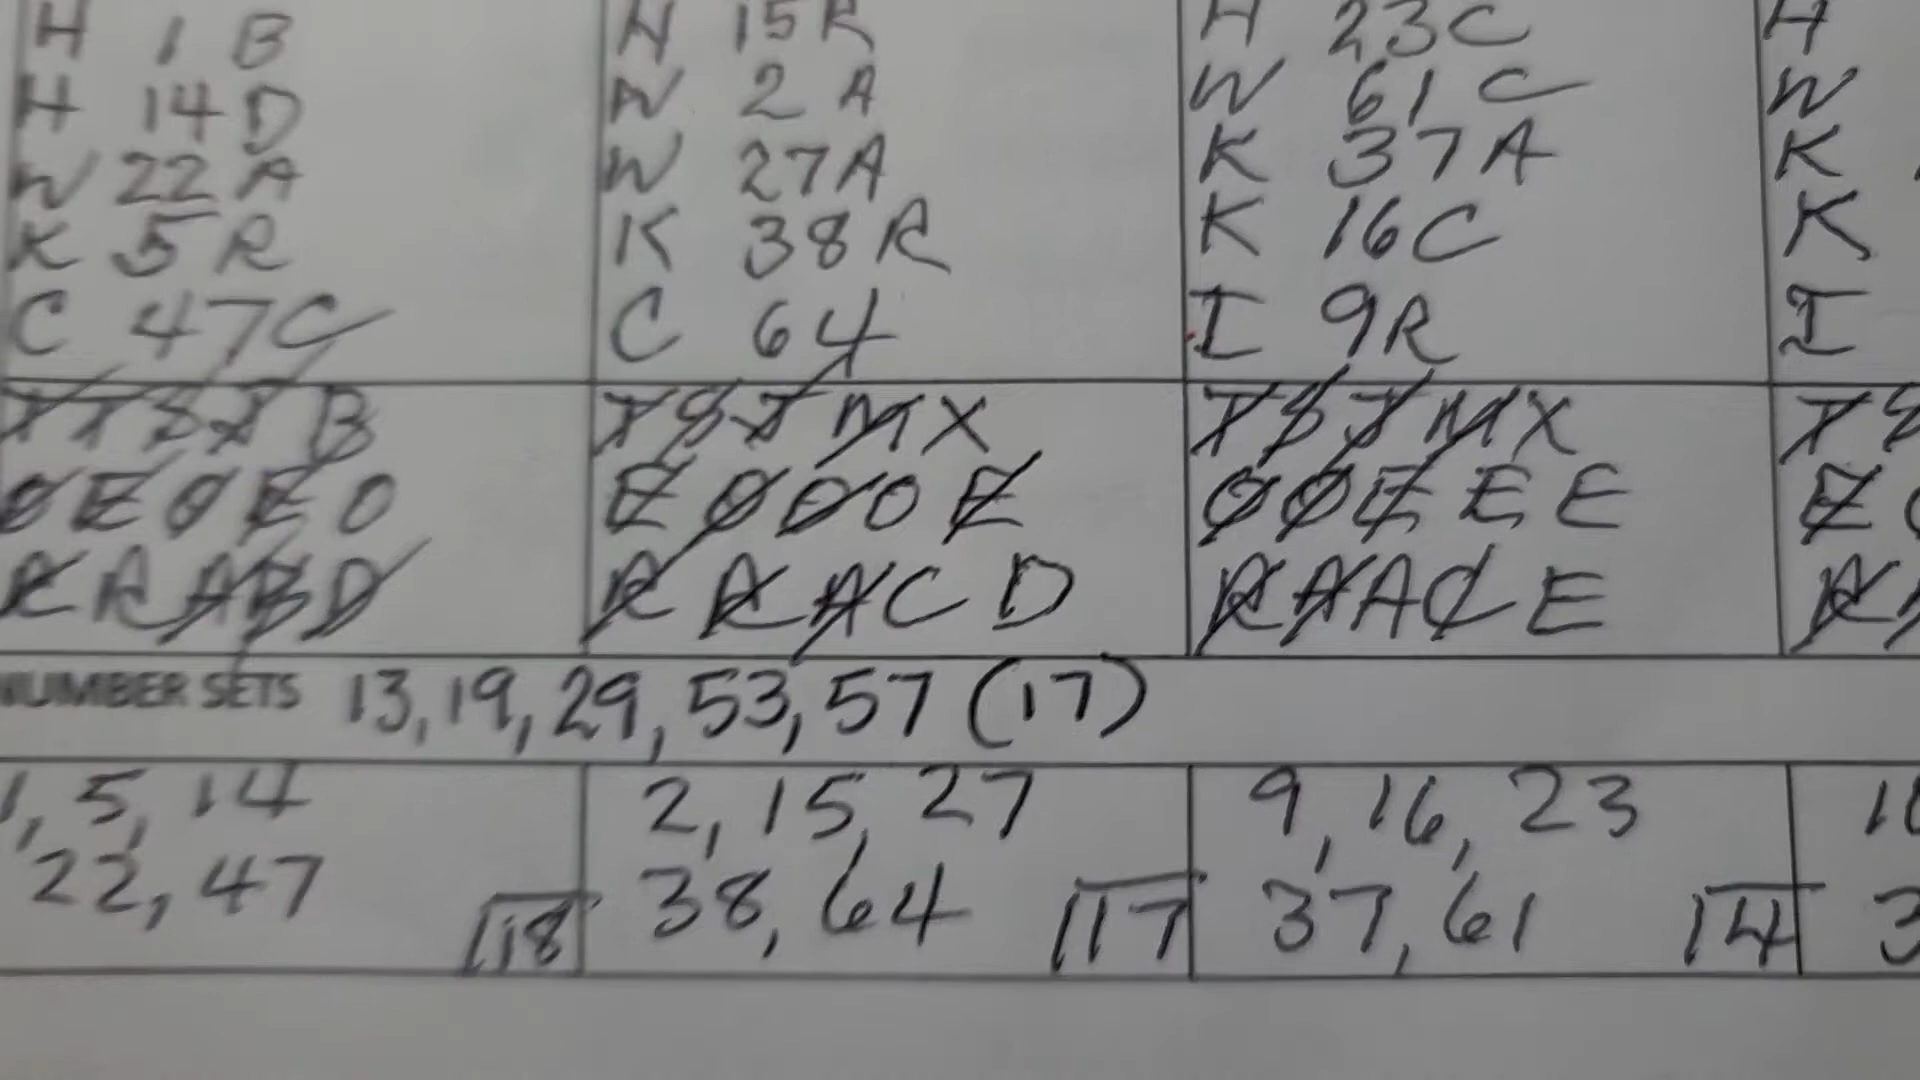 H 1 B
H 14 D
W 22 A
K 5 R
C 47 C
T T S T B
O E O E O
R R A B D
H 15 R
W 2 A
W 27 A
K 38 R
C 64
T S T M X
E O O O E
R R A C D
H 23 C
W 61 C
K 37 A
K 16 C
I 9 R
T S T M X
O O E E E
R A A C E
H
W
K
K
I
T S
E
R
NUMBER SETS 13, 19, 29, 53, 57 (17)
1, 5, 14
22, 47
18
2, 15, 27
38, 64
17
9, 16, 23
37, 61
14